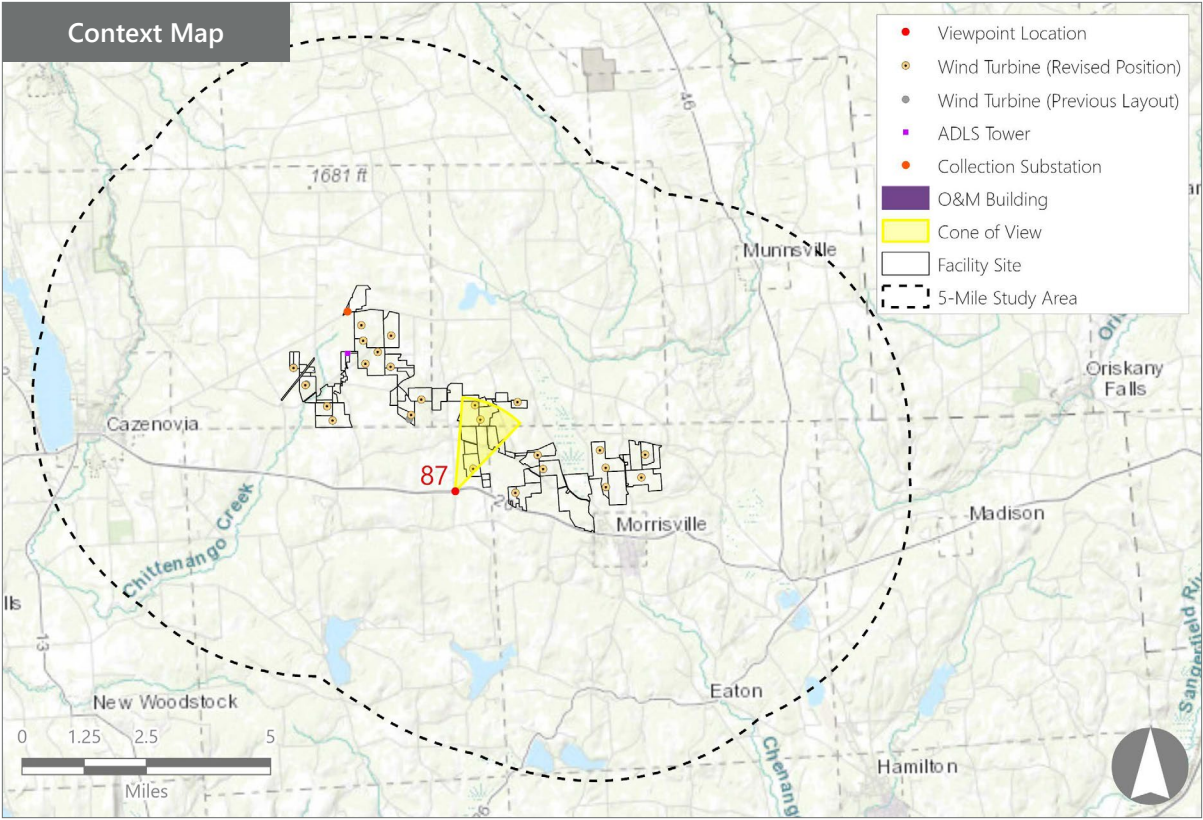 Context Map
Viewpoint Location
Wind Turbine (Revised Position)
Wind Turbine (Previous Layout)
ADLS Tower
Collection Substation
O&M Building
Cone of View
Facility Site
5-Mile Study Area
46
1681 ft
Munnsville
Oriskany
Falls
Cazenovia
87
20
Morrisville
Madison
Chittenango Creek
lls
13
New Woodstock
Eaton
Hamilton
0 1.25 2.5 5
Miles